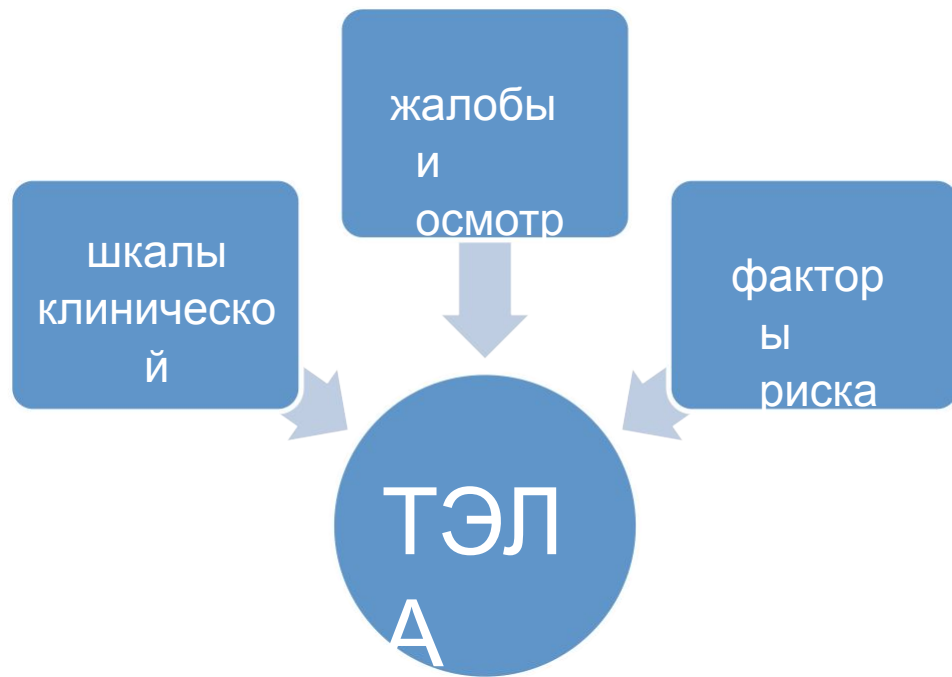 жалобы
и
осмотр
шкалы
клиническо
й
фактор
ы
риска
ТЭЛ
А